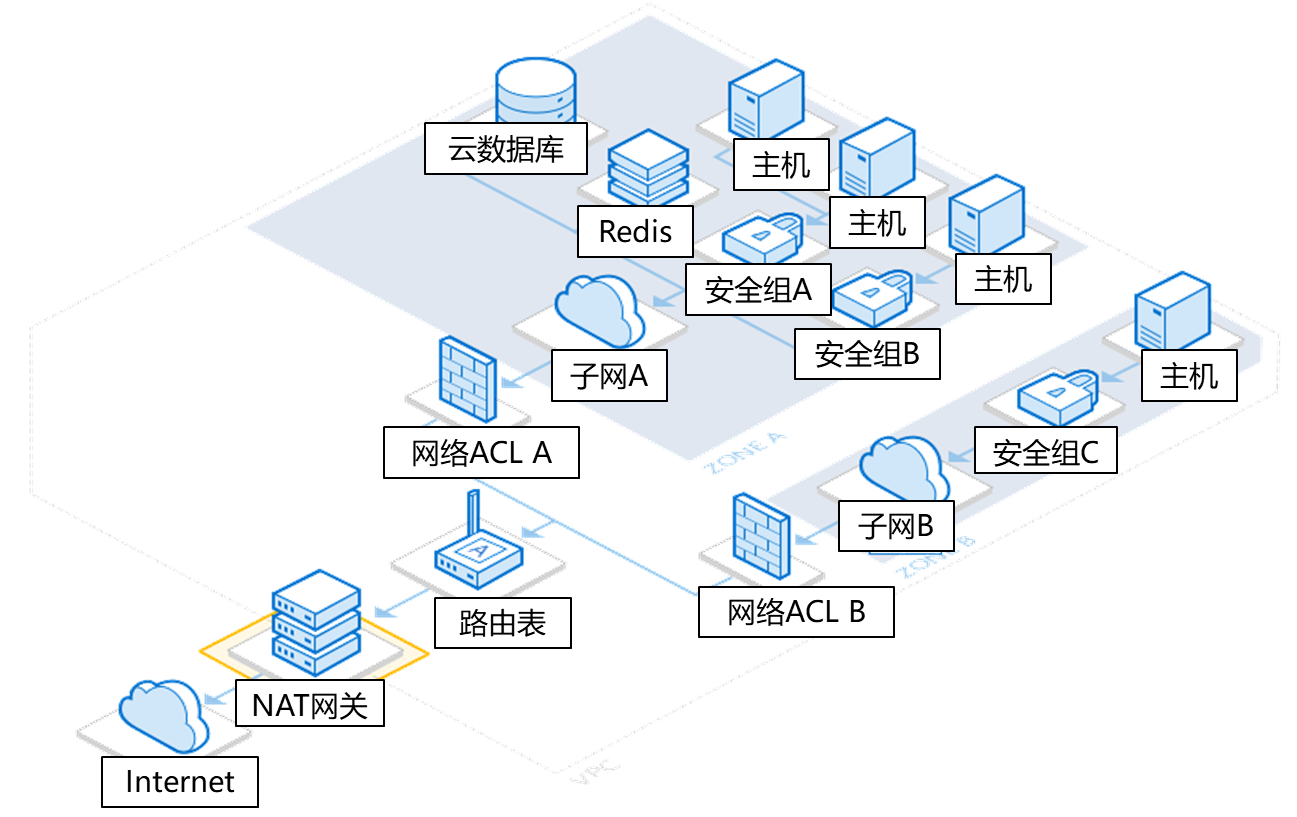 云数据库
主机
Redis
主机
安全组A
主机
安全组B
子网A
主机
网络ACL A
ZONE A
安全组C
子网B
ZONE B
A
路由表
网络ACL B
NAT网关
Internet
VPC